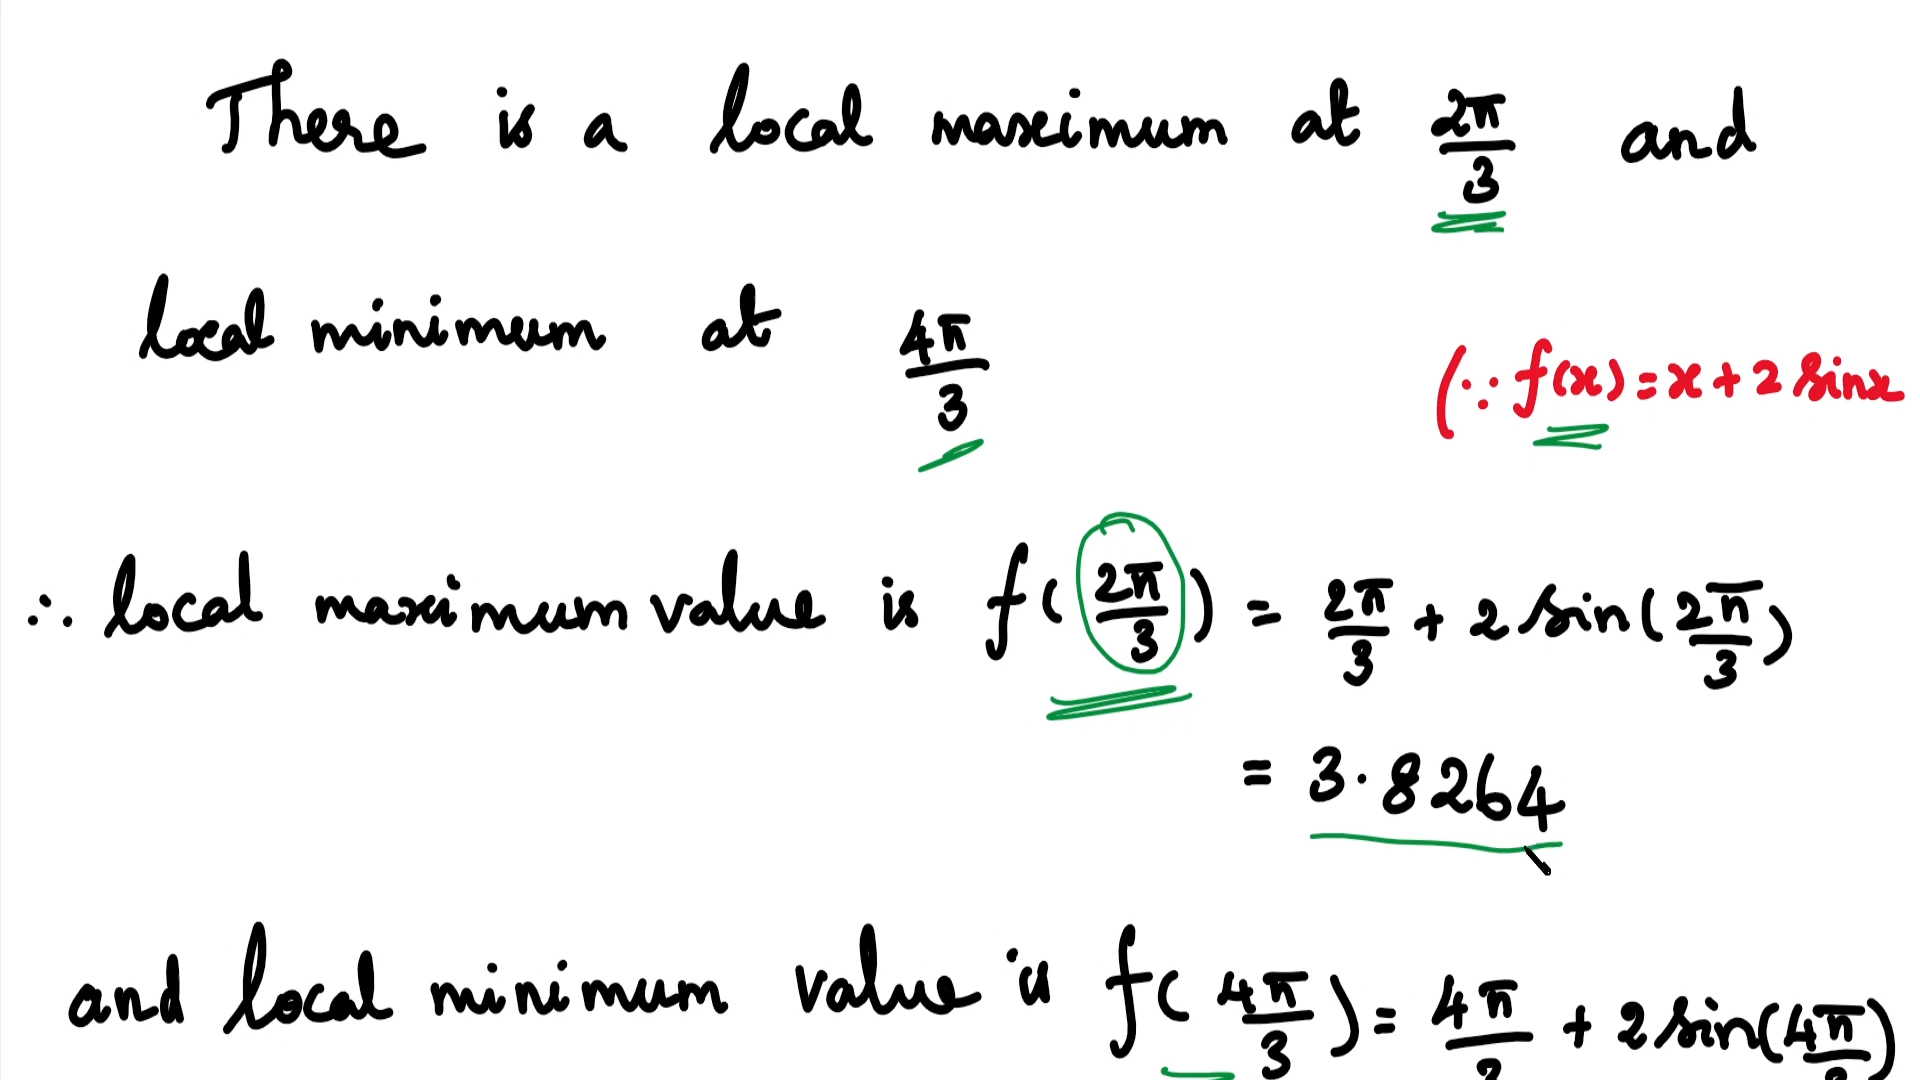 There is a local maximum at 2π/3 and
local minimum at 4π/3
(∵ f(x) = x + 2 sinx
∴ local maximum value is f(2π/3) = 2π/3 + 2 sin(2π/3)
= 3.8264
and local minimum value is f(4π/3) = 4π/3 + 2 sin(4π/3)